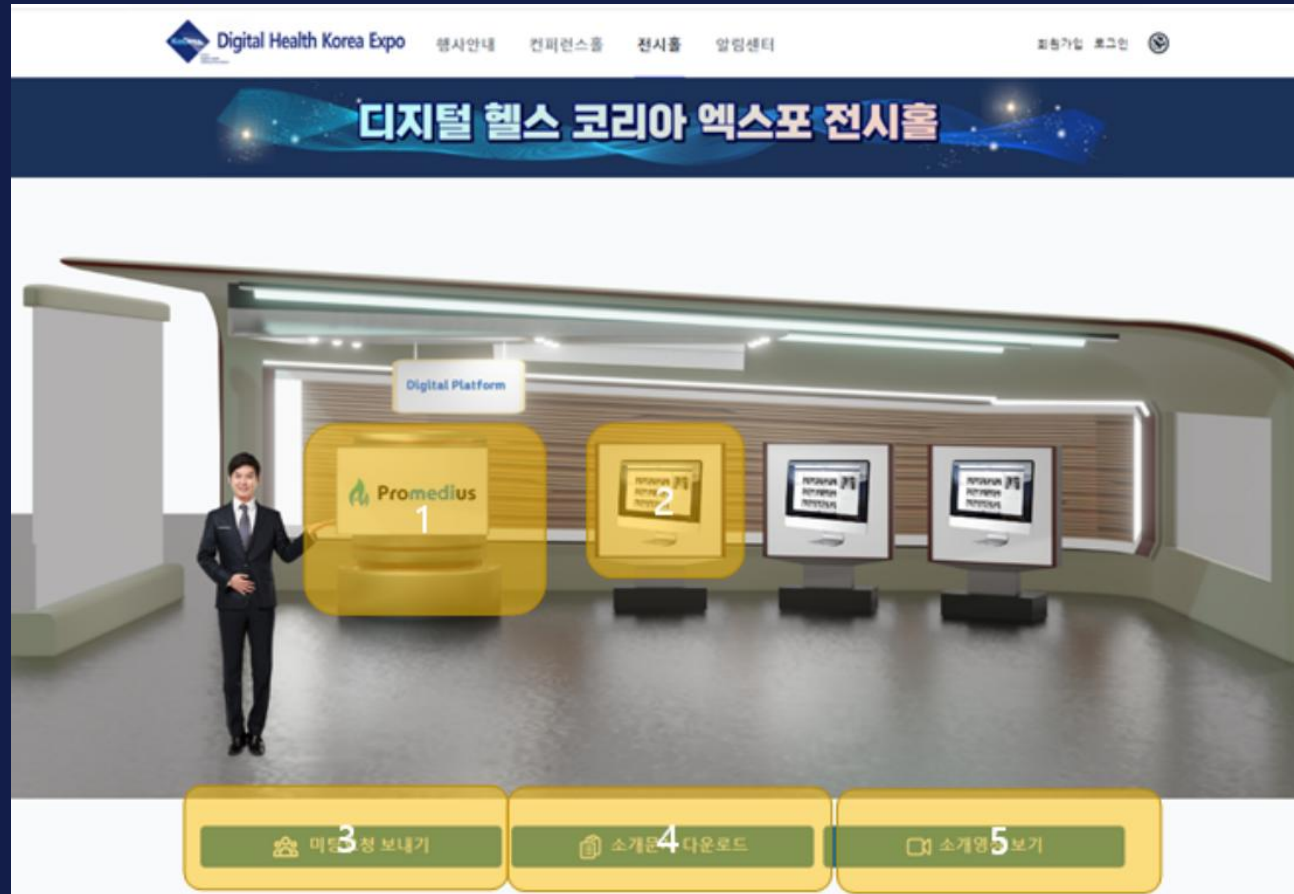 Digital Health Korea Expo 행사안내 컨퍼런스홀 전시홀 알림센터 회원가입 로그인
디지털 헬스 코리아 엑스포 전시홀
Digital Platform
Promedius
1
2
3
4
5
미팅 청 보내기
소개문 다운로드
소개영 보기